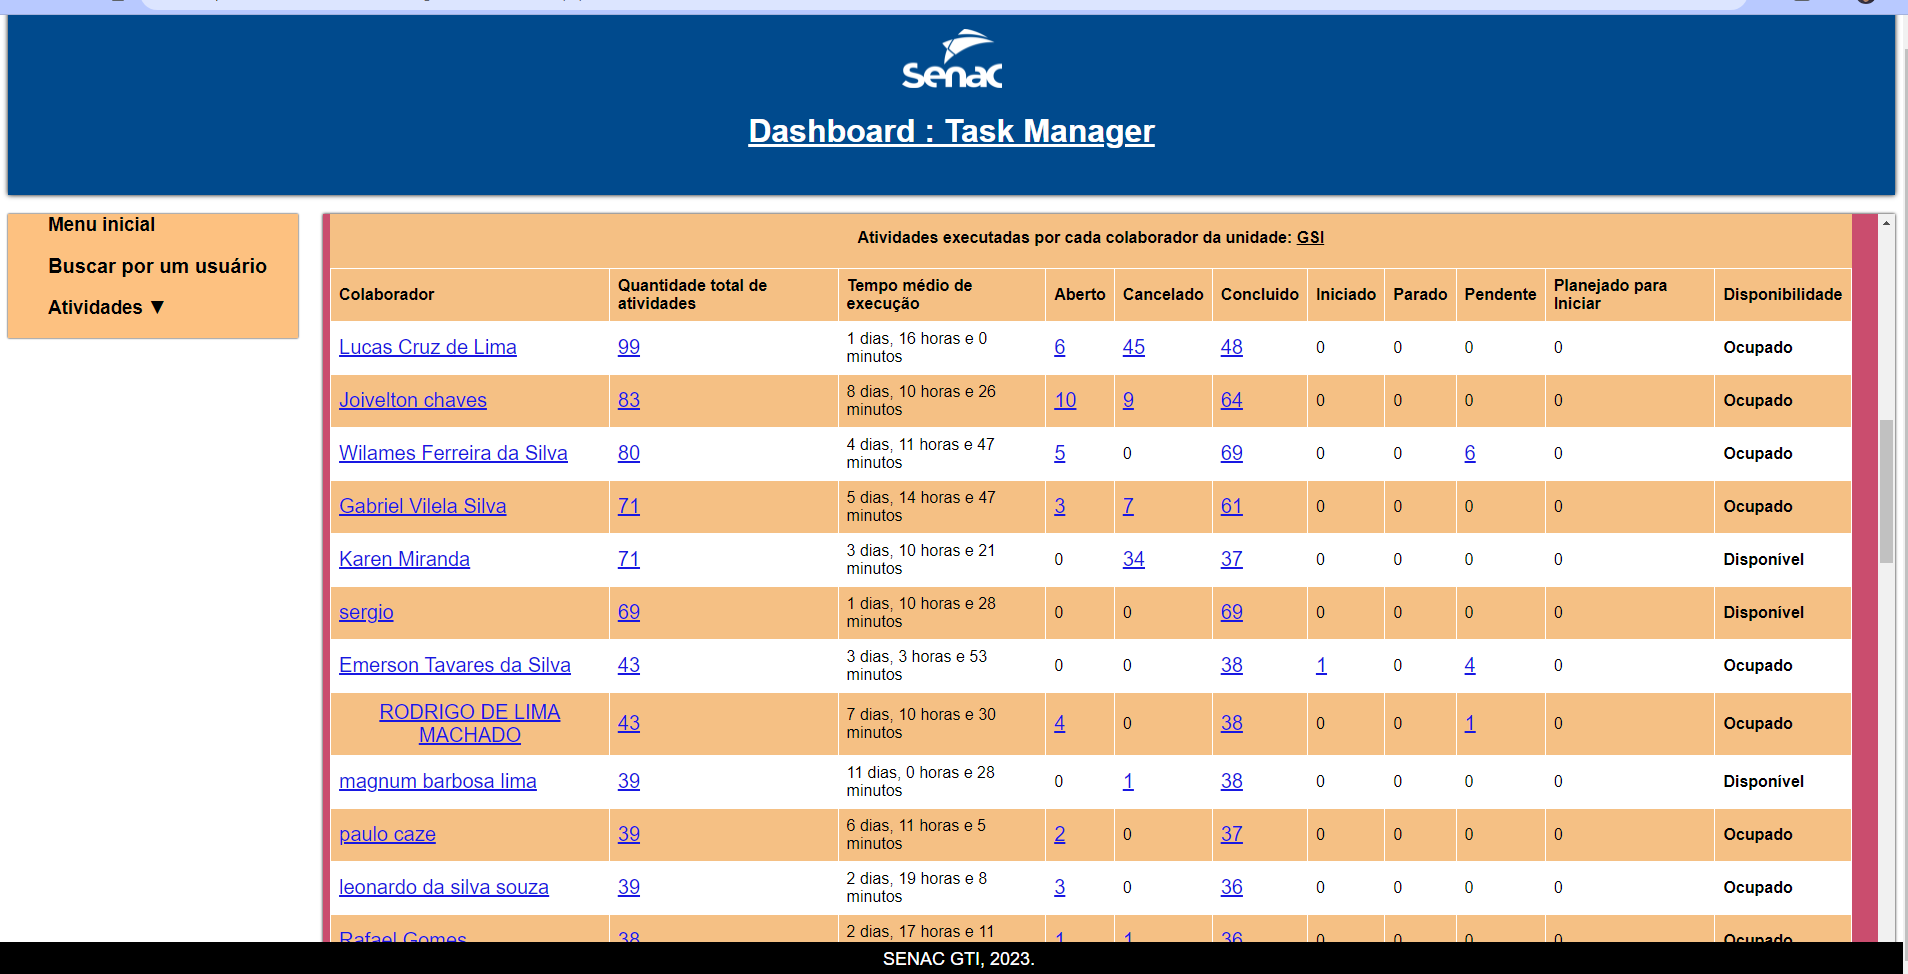 senac
Dashboard : Task Manager
Menu inicial
Buscar por um usuário
Atividades ▼
Atividades executadas por cada colaborador da unidade: GSI
Colaborador Quantidade total de atividades Tempo médio de execução Aberto Cancelado Concluido Iniciado Parado Pendente Planejado para Iniciar Disponibilidade
Lucas Cruz de Lima 99 1 dias, 16 horas e 0 minutos 6 45 48 0 0 0 0 Ocupado
Joivelton chaves 83 8 dias, 10 horas e 26 minutos 10 9 64 0 0 0 0 Ocupado
Wilames Ferreira da Silva 80 4 dias, 11 horas e 47 minutos 5 0 69 0 0 6 0 Ocupado
Gabriel Vilela Silva 71 5 dias, 14 horas e 47 minutos 3 7 61 0 0 0 0 Ocupado
Karen Miranda 71 3 dias, 10 horas e 21 minutos 0 34 37 0 0 0 0 Disponível
sergio 69 1 dias, 10 horas e 28 minutos 0 0 69 0 0 0 0 Disponível
Emerson Tavares da Silva 43 3 dias, 3 horas e 53 minutos 0 0 38 1 0 4 0 Ocupado
RODRIGO DE LIMA MACHADO 43 7 dias, 10 horas e 30 minutos 4 0 38 0 0 1 0 Ocupado
magnum barbosa lima 39 11 dias, 0 horas e 28 minutos 0 1 38 0 0 0 0 Disponível
paulo caze 39 6 dias, 11 horas e 5 minutos 2 0 37 0 0 0 0 Ocupado
leonardo da silva souza 39 2 dias, 19 horas e 8 minutos 3 0 36 0 0 0 0 Ocupado
Rafael Gomes 38 2 dias, 17 horas e 11 1 1 36 0 0 0 0 Ocupado
SENAC GTI, 2023.